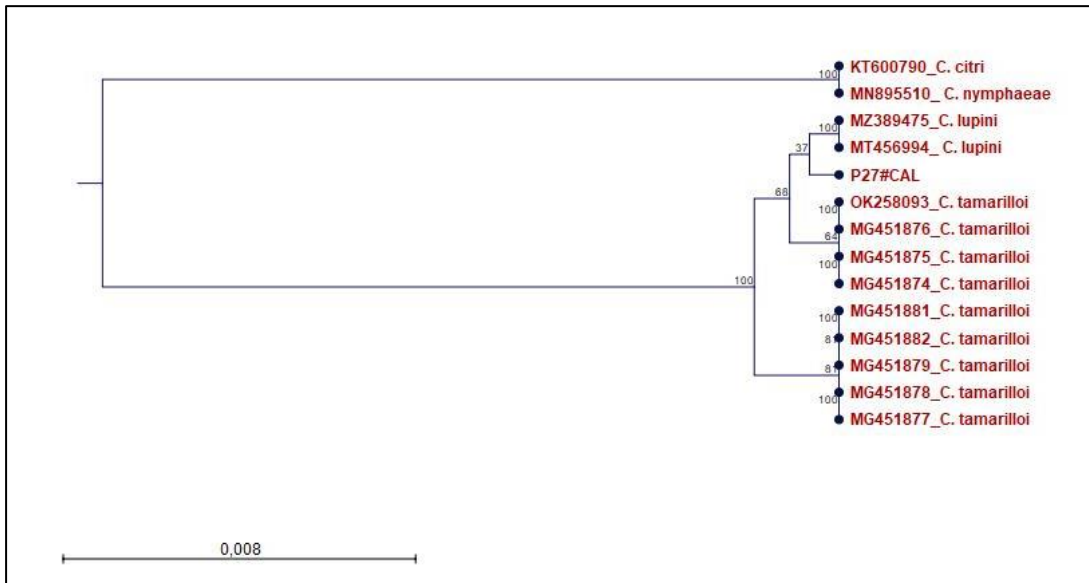 100
KT600790_C. citri
MN895510_ C. nymphaeae
100
MZ389475_C. lupini
MT456994_ C. lupini
37
P27#CAL
68
100
OK258093_C. tamarilloi
MG451876_C. tamarilloi
64
MG451875_C. tamarilloi
100
MG451874_C. tamarilloi
100
100
MG451881_C. tamarilloi
MG451882_C. tamarilloi
81
MG451879_C. tamarilloi
MG451878_C. tamarilloi
100
MG451877_C. tamarilloi
0,008